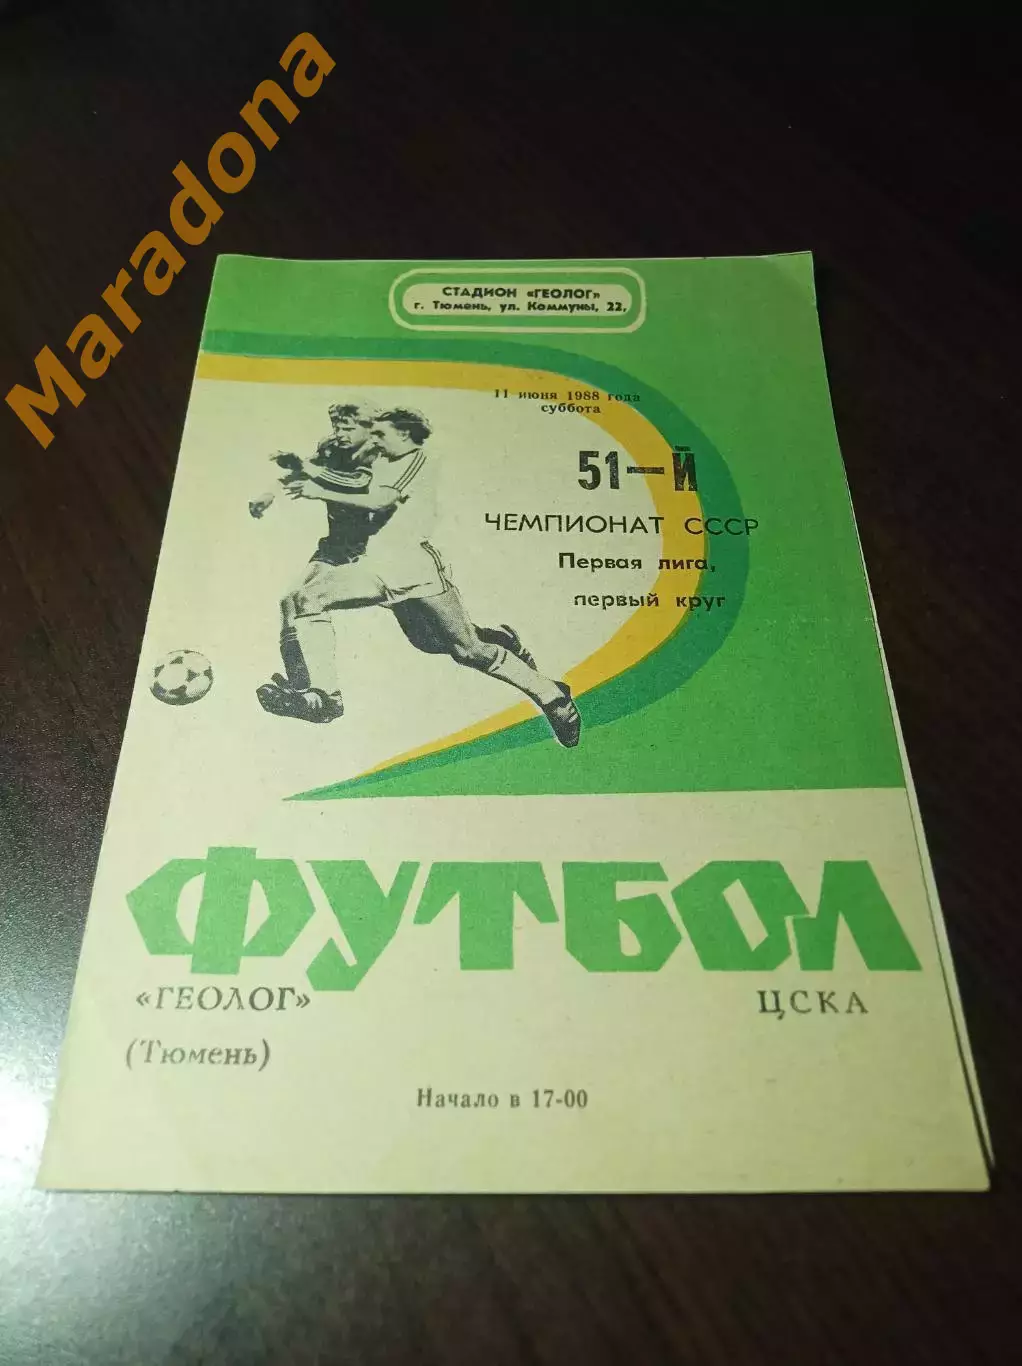 Maradona
СТАДИОН «ГЕОЛОГ»
г. Тюмень, ул. Коммуны, 22,
11 июня 1988 года
суббота
51-Й
ЧЕМПИОНАТ СССР
Первая лига,
первый круг
ФУТБОЛ
«ГЕОЛОГ» ЦСКА
(Тюмень)
Начало в 17-00